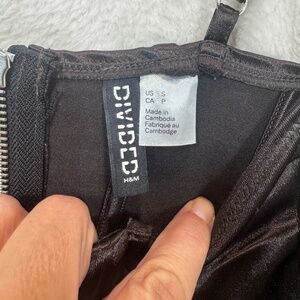 DIVIDED
H&M
US S
CA P
Made in
Cambodia
Fabriqué au
Cambodge